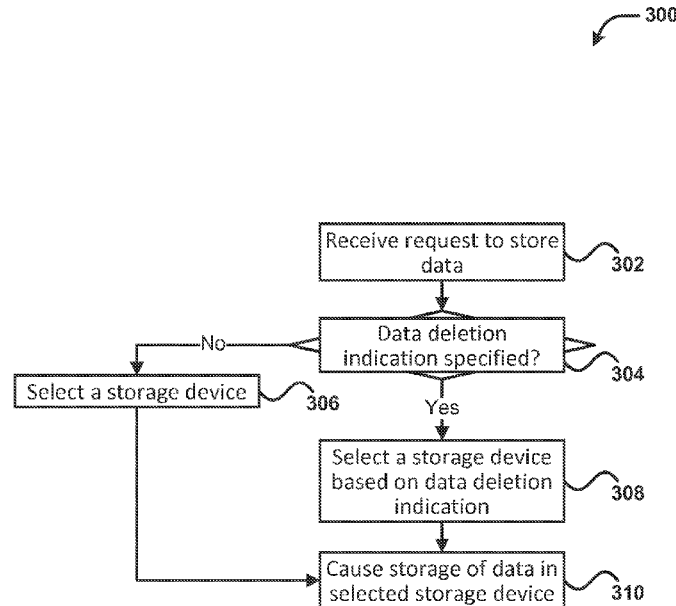 300
Receive request to store
data
302
Data deletion
indication specified?
304
No
Select a storage device
306
Yes
Select a storage device
based on data deletion
indication
308
Cause storage of data in
selected storage device
310